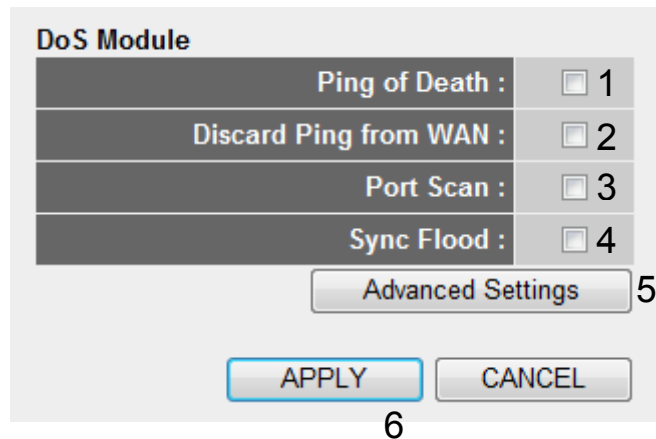 DoS Module
Ping of Death : 1
Discard Ping from WAN : 2
Port Scan : 3
Sync Flood : 4
Advanced Settings 5
APPLY CANCEL
6